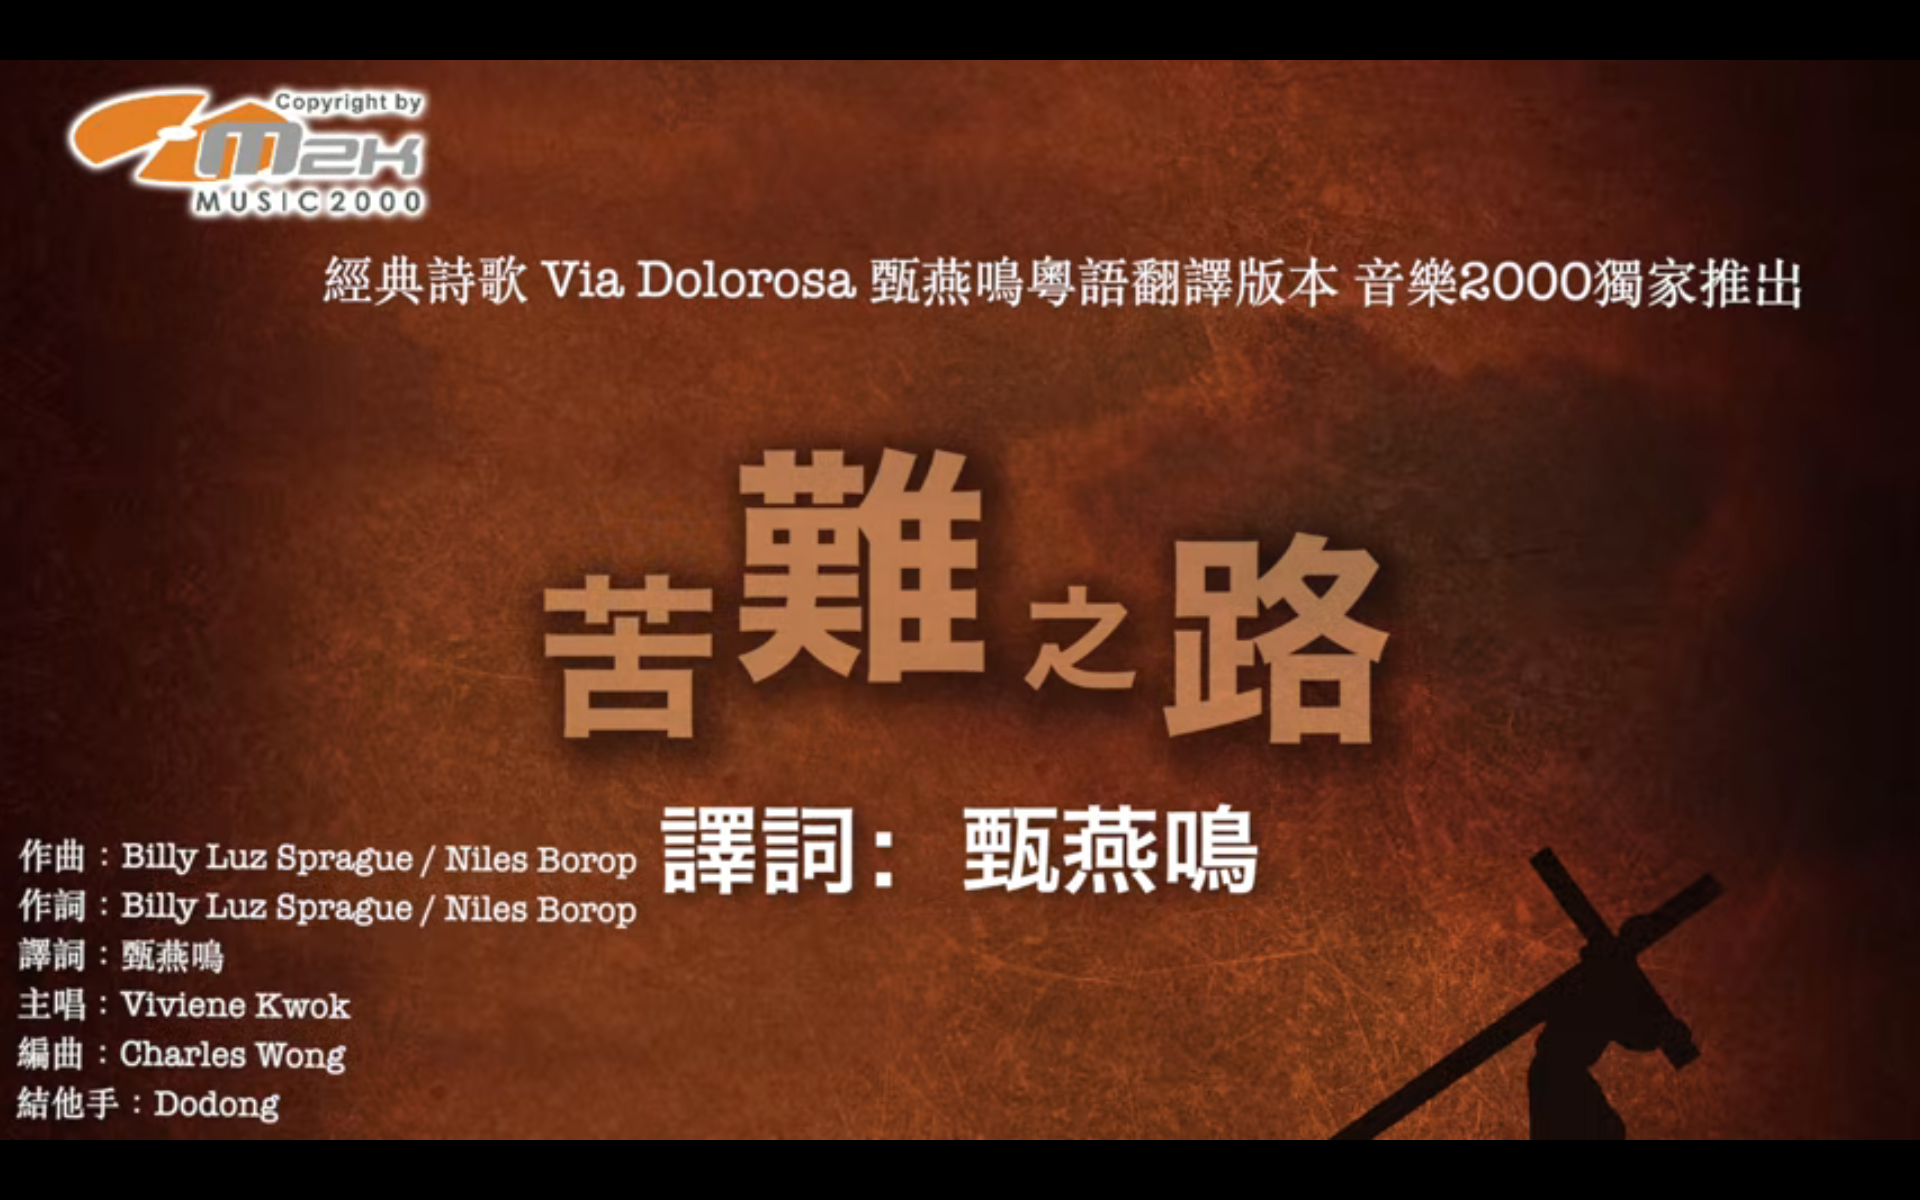 Copyright by
M2K
MUSIC2000
經典詩歌 Via Dolorosa 甄燕鳴粵語翻譯版本 音樂2000獨家推出
苦難之路
譯詞：甄燕鳴
作曲：Billy Luz Sprague / Niles Borop
作詞：Billy Luz Sprague / Niles Borop
譯詞：甄燕鳴
主唱：Viviene Kwok
編曲：Charles Wong
結他手：Dodong